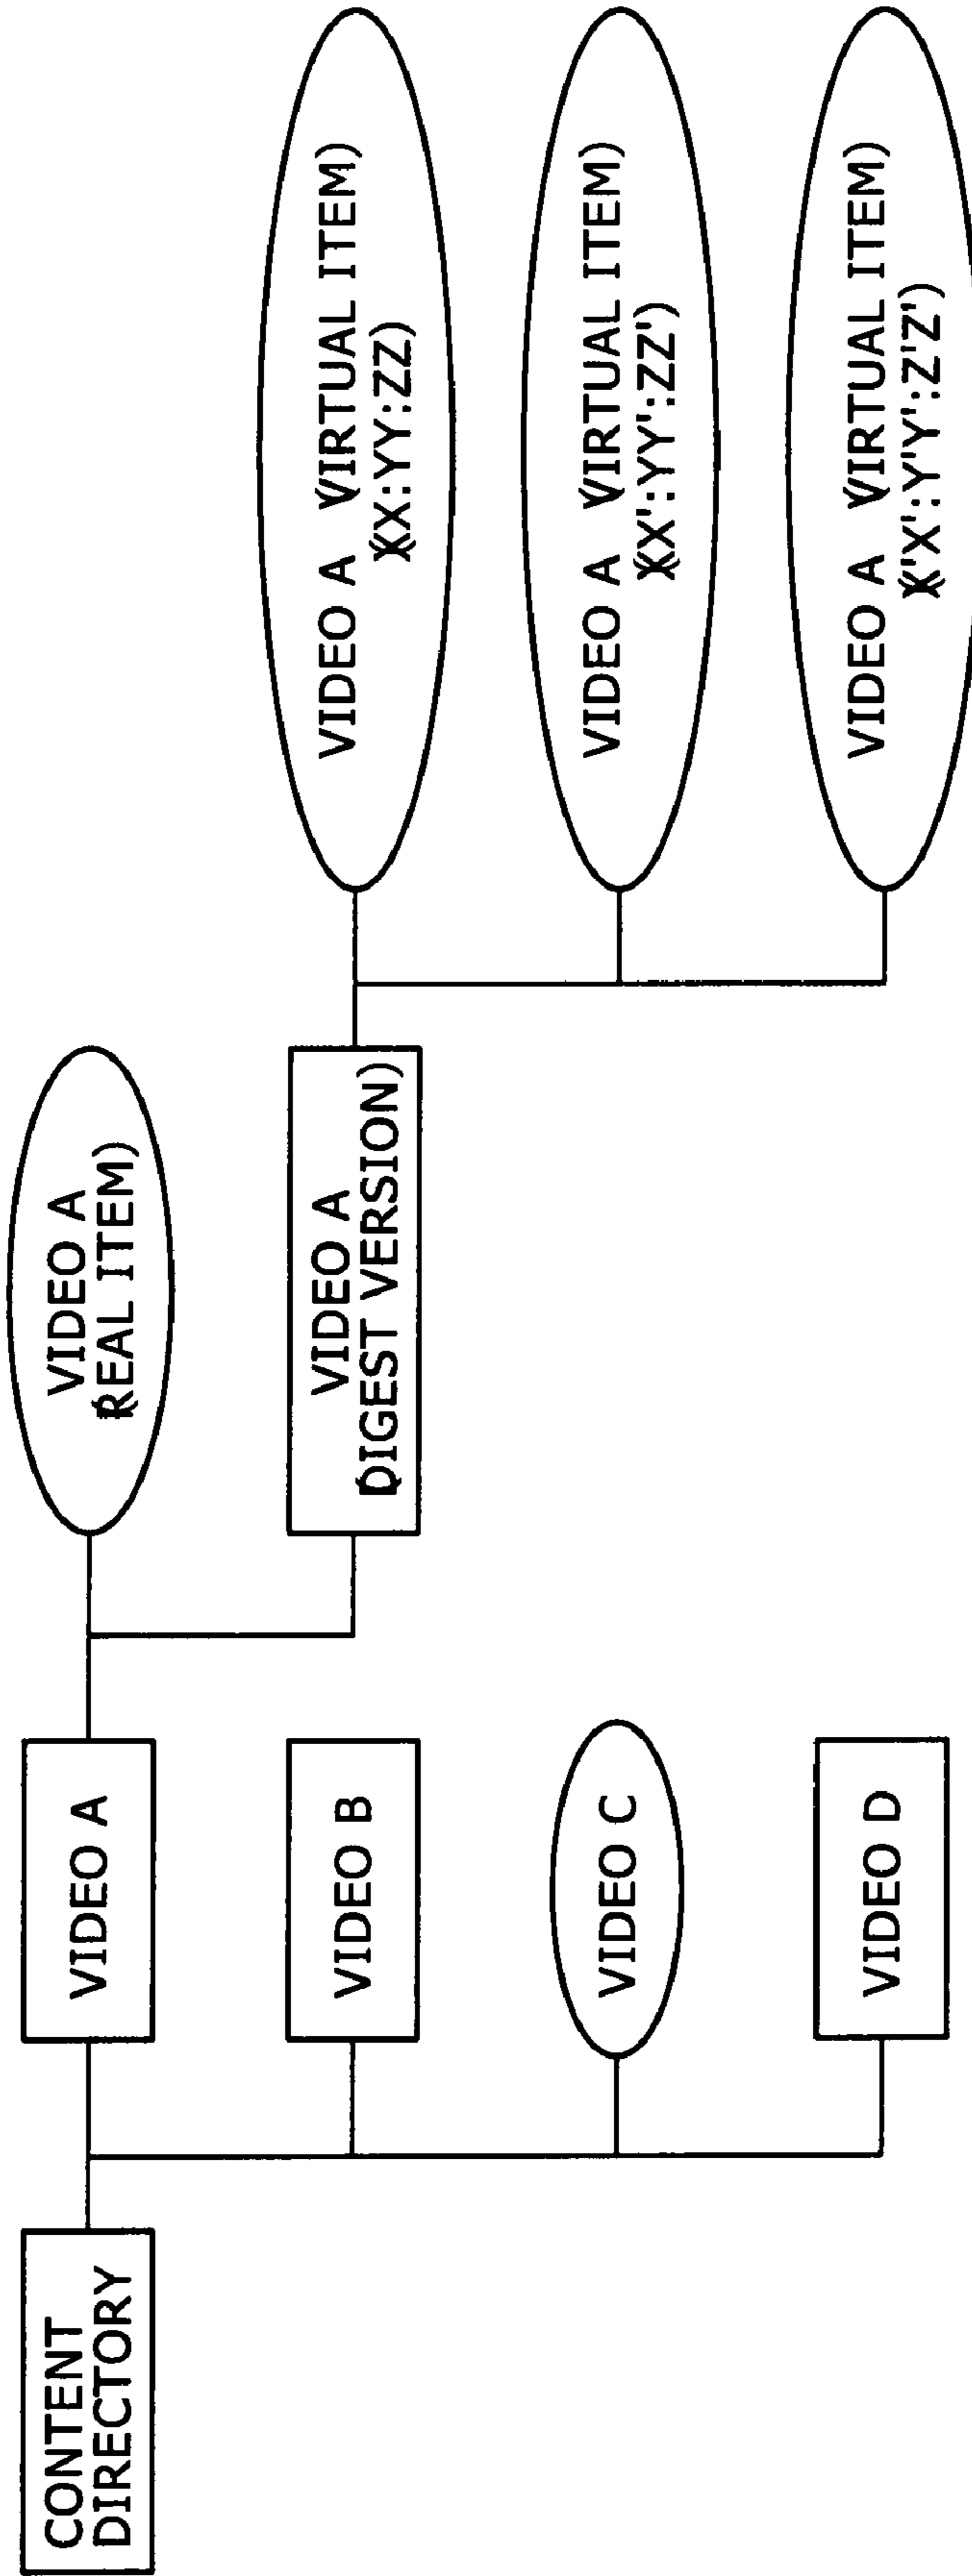 CONTENT
DIRECTORY
VIDEO A
VIDEO B
VIDEO C
VIDEO D
VIDEO A
(REAL ITEM)
VIDEO A
(DIGEST VERSION)
VIDEO A (VIRTUAL ITEM)
(XX:YY:ZZ)
VIDEO A (VIRTUAL ITEM)
(XX':YY':ZZ')
VIDEO A (VIRTUAL ITEM)
(X'X':Y'Y':Z'Z')